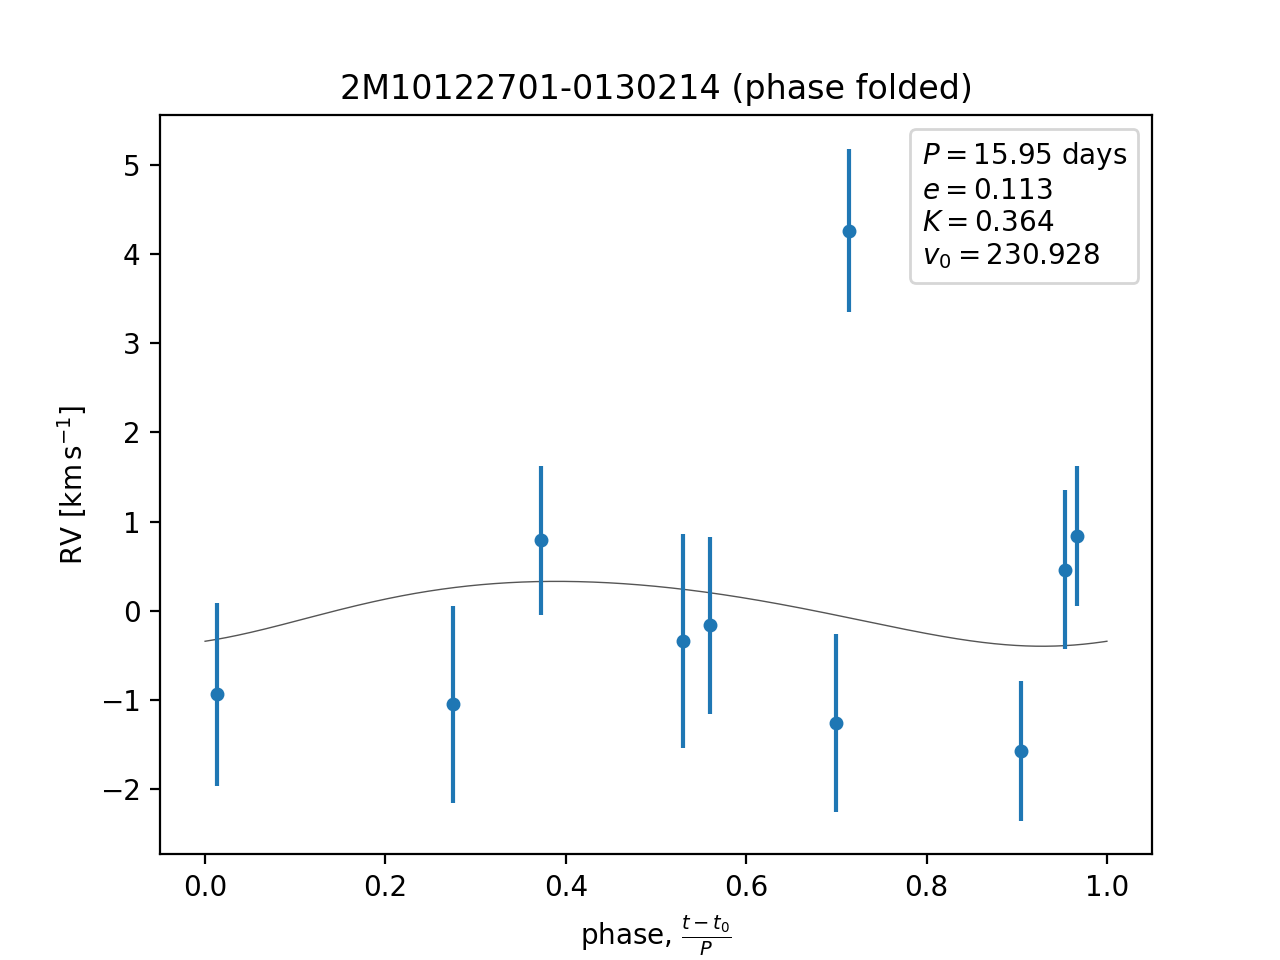 2M10122701-0130214 (phase folded)
P = 15.95 days
e = 0.113
K = 0.364
v₀ = 230.928
RV [km s⁻¹]
5
4
3
2
1
0
−1
−2
0.0 0.2 0.4 0.6 0.8 1.0
phase, (t − t₀)/P